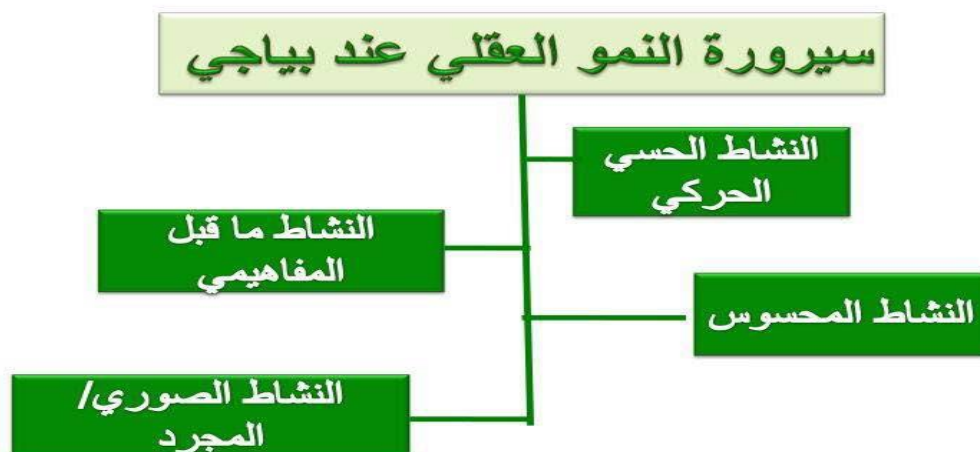 سيرورة النمو العقلي عند بياجي
النشاط الحسي
الحركي
النشاط ما قبل
المفاهيمي
النشاط المحسوس
النشاط الصوري/
المجرد